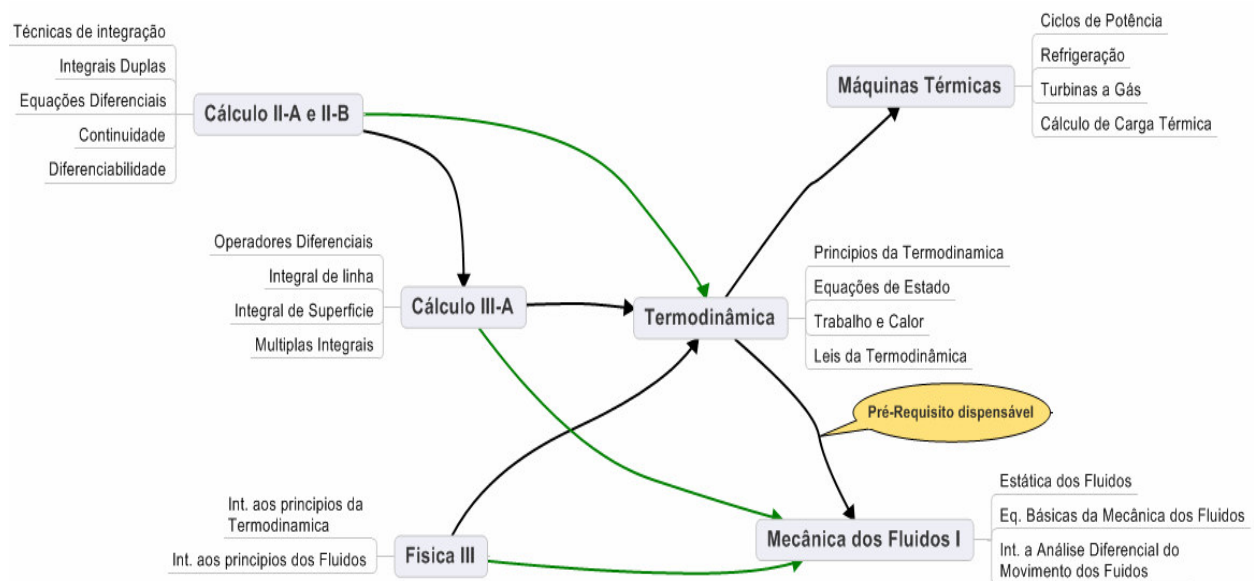 Técnicas de integração
Integrais Duplas
Equações Diferenciais
Continuidade
Diferenciabilidade
Cálculo II-A e II-B
Máquinas Térmicas
Ciclos de Potência
Refrigeração
Turbinas a Gás
Cálculo de Carga Térmica
Operadores Diferenciais
Integral de linha
Integral de Superfície
Multiplas Integrais
Cálculo III-A
Termodinâmica
Principios da Termodinamica
Equações de Estado
Trabalho e Calor
Leis da Termodinâmica
Pré-Requisito dispensável
Int. aos principios da
Termodinamica
Int. aos principios dos Fluidos
Fisica III
Mecânica dos Fluidos I
Estática dos Fluidos
Eq. Básicas da Mecânica dos Fluidos
Int. a Análise Diferencial do
Movimento dos Fuidos